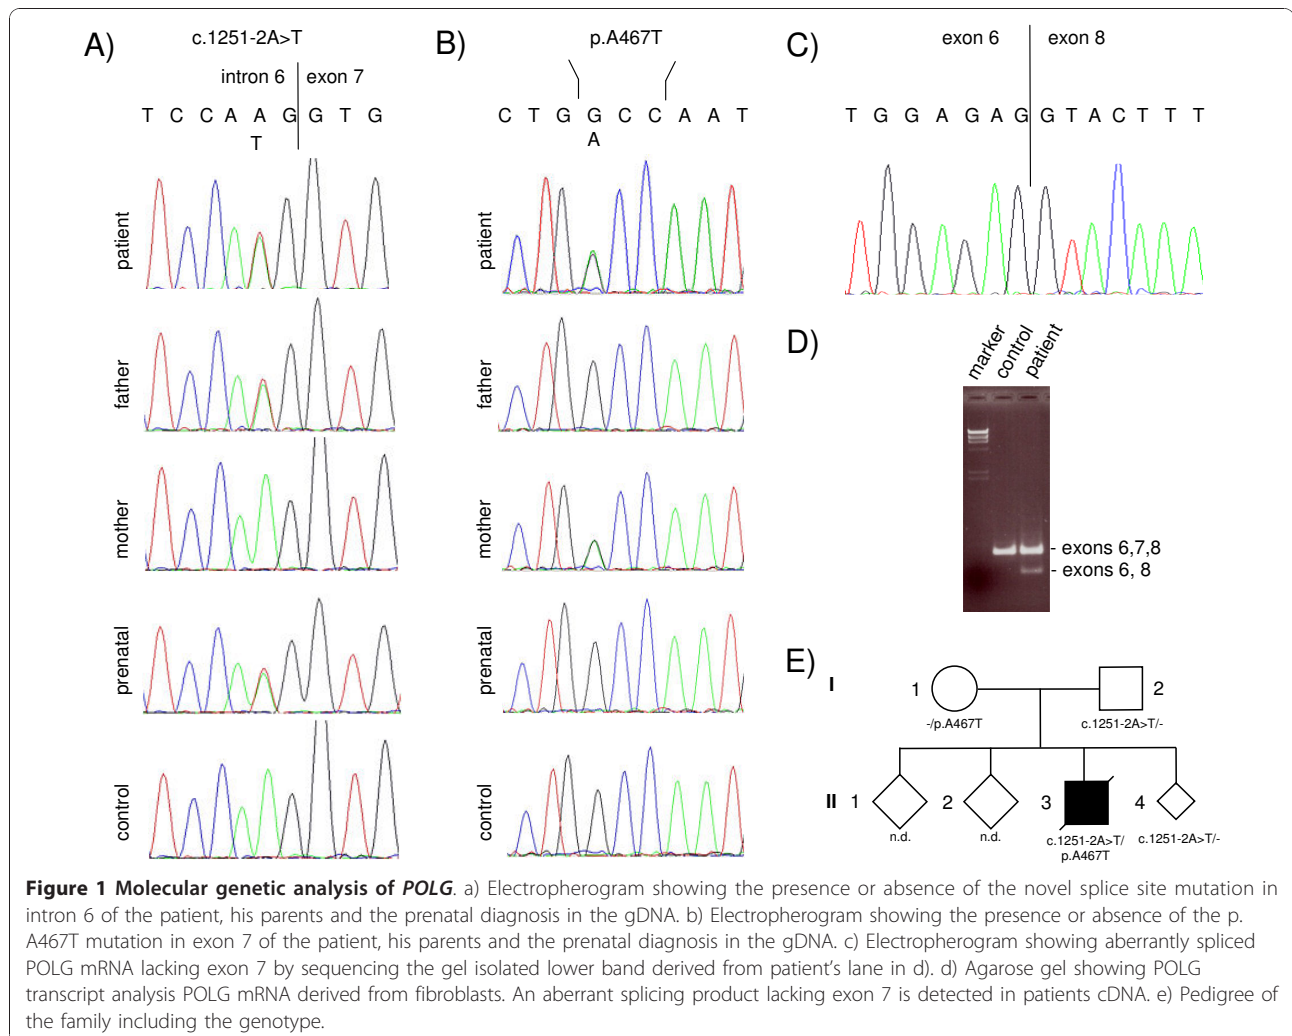 A)
c.1251-2A>T
intron 6 exon 7
T C C A A G G T G
T
patient
father
mother
prenatal
control
B)
p.A467T
C T G G C C A A T
A
patient
father
mother
prenatal
control
C)
exon 6 exon 8
T G G A G A G G T A C T T T
D)
marker
control
patient
- exons 6,7,8
- exons 6, 8
E)
I 1 2
-/p.A467T c.1251-2A>T/-
II 1 2 3 4
n.d. n.d. c.1251-2A>T/ c.1251-2A>T/-
p.A467T
Figure 1 Molecular genetic analysis of POLG. a) Electropherogram showing the presence or absence of the novel splice site mutation in
intron 6 of the patient, his parents and the prenatal diagnosis in the gDNA. b) Electropherogram showing the presence or absence of the p.
A467T mutation in exon 7 of the patient, his parents and the prenatal diagnosis in the gDNA. c) Electropherogram showing aberrantly spliced
POLG mRNA lacking exon 7 by sequencing the gel isolated lower band derived from patient's lane in d). d) Agarose gel showing POLG
transcript analysis POLG mRNA derived from fibroblasts. An aberrant splicing product lacking exon 7 is detected in patients cDNA. e) Pedigree of
the family including the genotype.